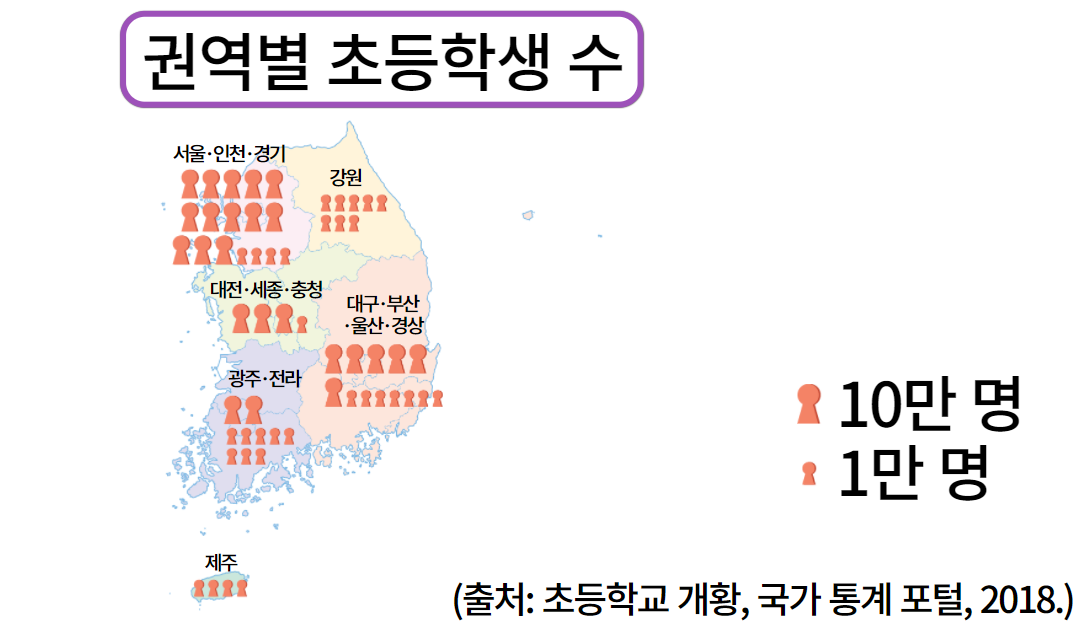 권역별 초등학생 수
서울·인천·경기
강원
대전·세종·충청
대구·부산
·울산·경상
광주·전라
제주
10만 명
1만 명
(출처: 초등학교 개황, 국가 통계 포털, 2018.)